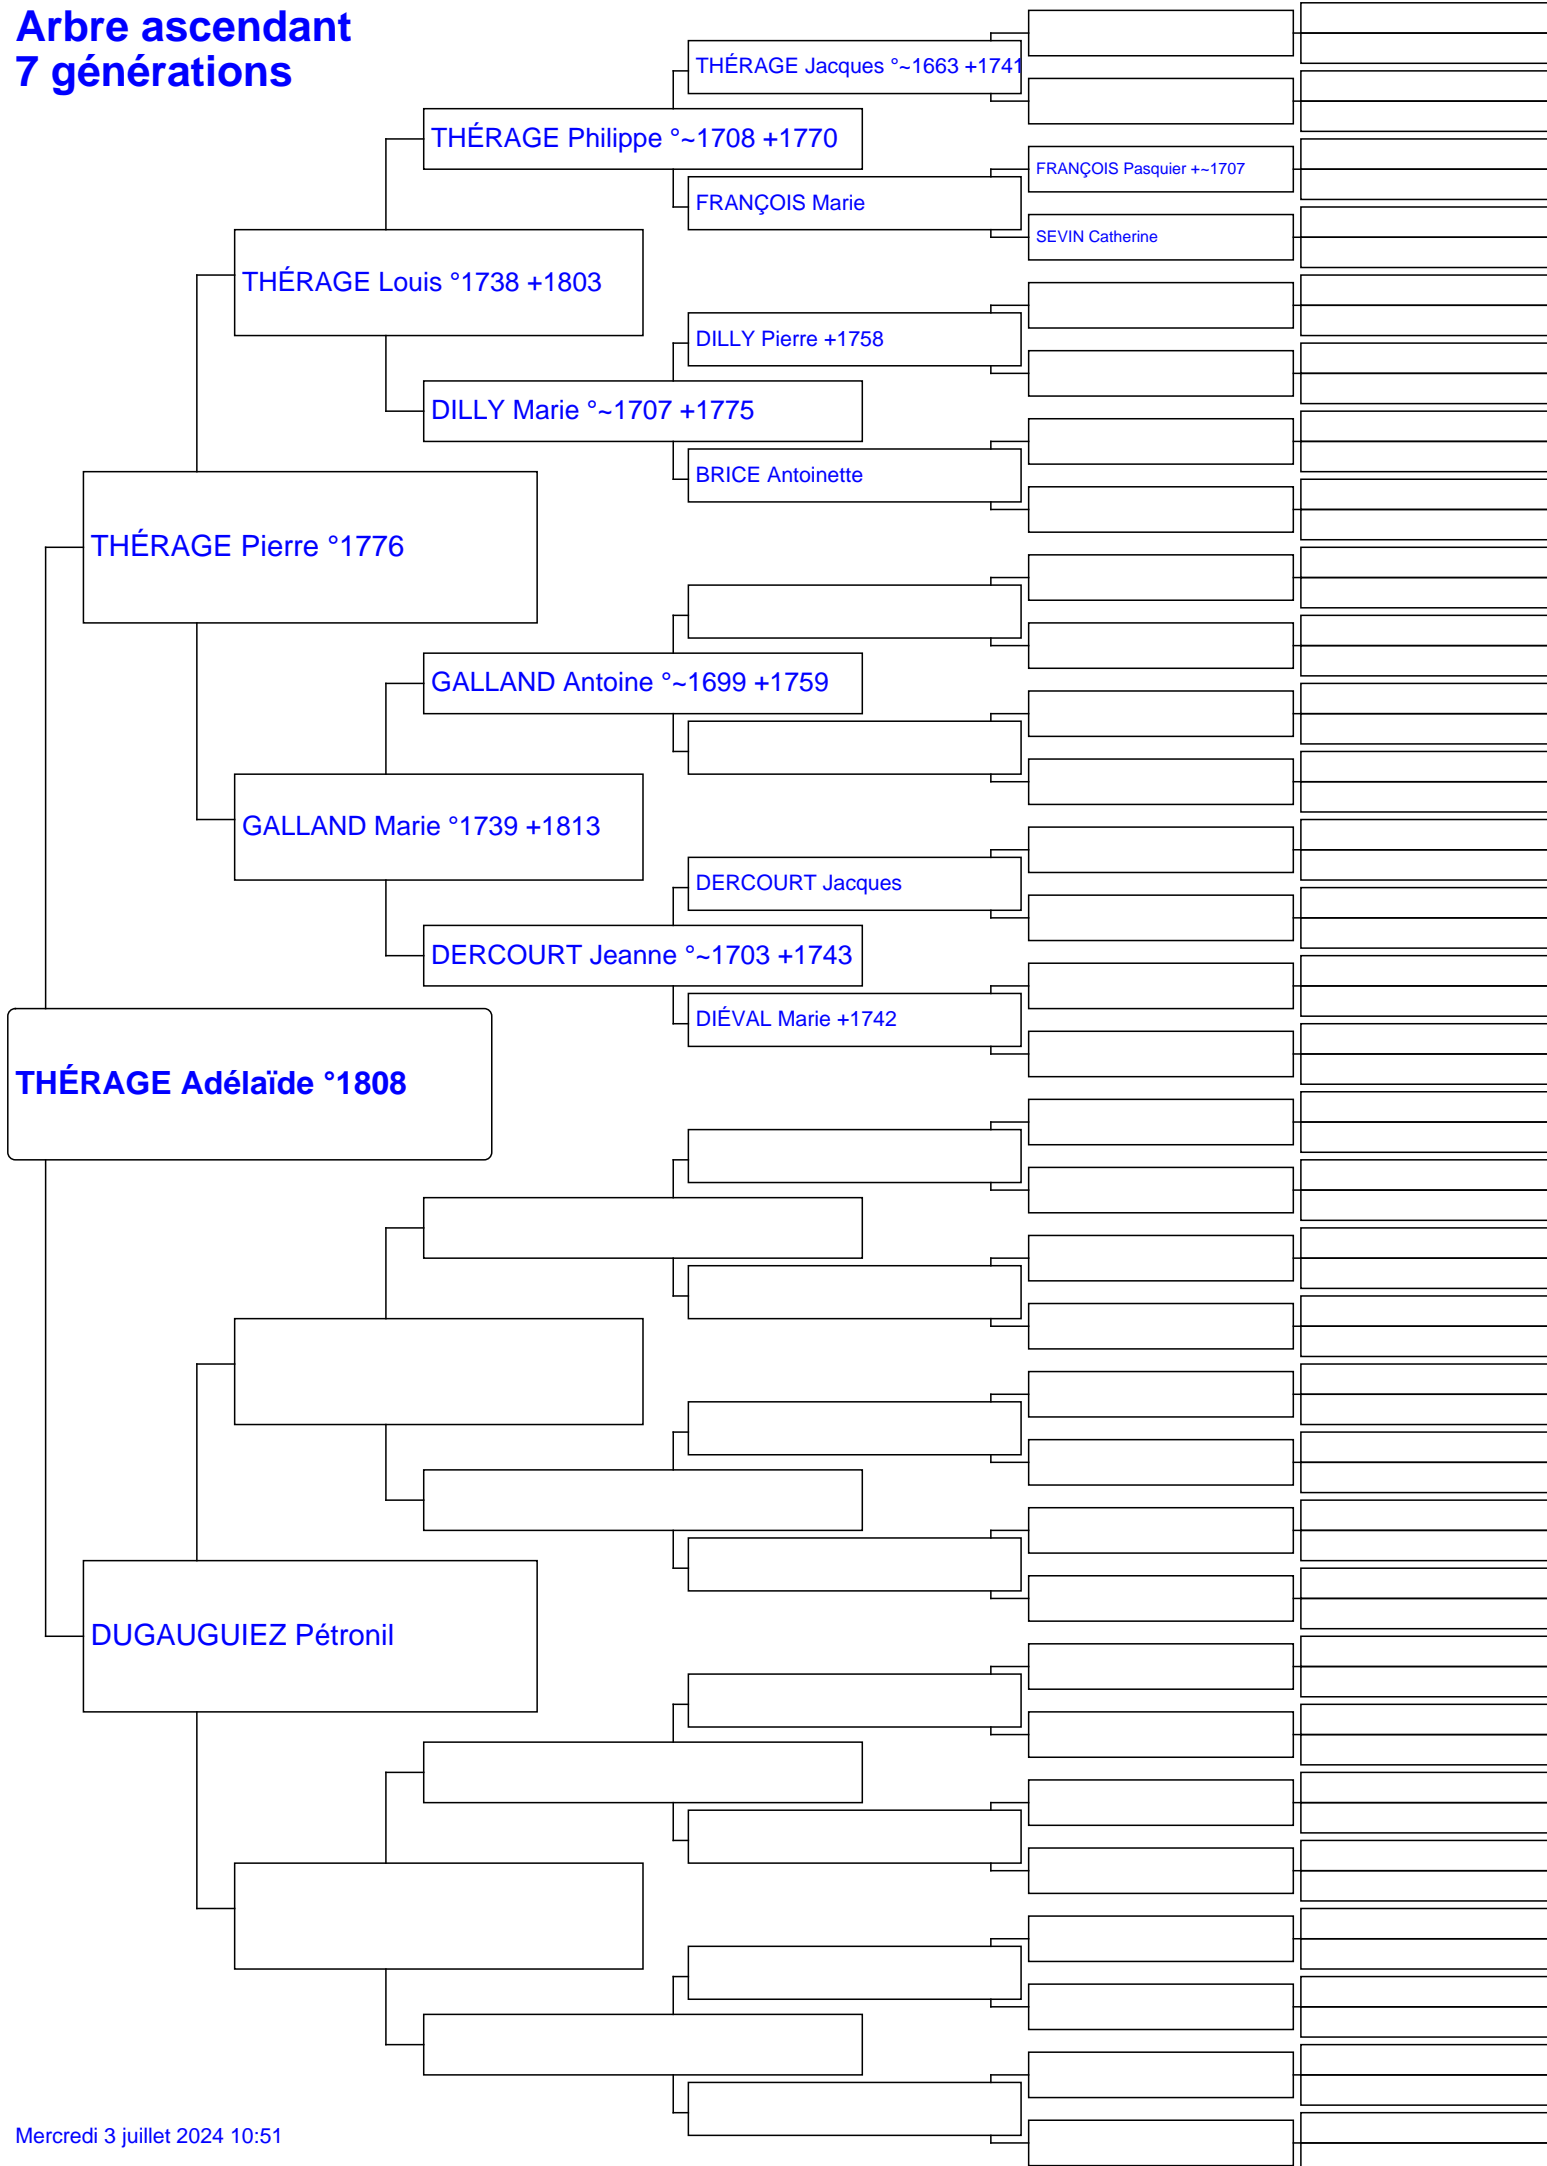 Arbre ascendant
7 générations
THÉRAGE Jacques °~1663 +1741
THÉRAGE Philippe °~1708 +1770
FRANÇOIS Pasquier +~1707
FRANÇOIS Marie
SEVIN Catherine
THÉRAGE Louis °1738 +1803
DILLY Pierre +1758
DILLY Marie °~1707 +1775
BRICE Antoinette
THÉRAGE Pierre °1776
GALLAND Antoine °~1699 +1759
GALLAND Marie °1739 +1813
DERCOURT Jacques
DERCOURT Jeanne °~1703 +1743
DIÉVAL Marie +1742
THÉRAGE Adélaïde °1808
DUGAUGUIEZ Pétronil
Mercredi 3 juillet 2024 10:51